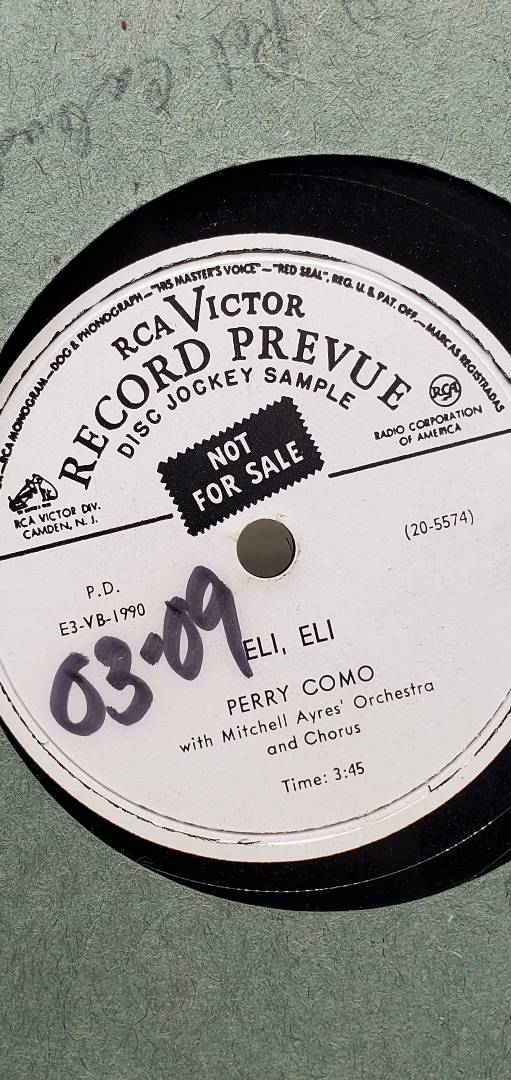 RCA MONOGRAM.—DOG & PHONOGRAPH—"HIS MASTER'S VOICE"—"RED SEAL", REG. U. S. PAT. OFF.—MARCAS REGISTRADAS
RCA VICTOR
RECORD PREVUE
DISC JOCKEY SAMPLE
NOT
FOR SALE
RCA
RADIO CORPORATION
OF AMERICA
RCA VICTOR DIV.
CAMDEN, N. J.
(20-5574)
P.D.
E3-VB-1990
03-09
ELI, ELI
PERRY COMO
with Mitchell Ayres' Orchestra
and Chorus
Time: 3:45